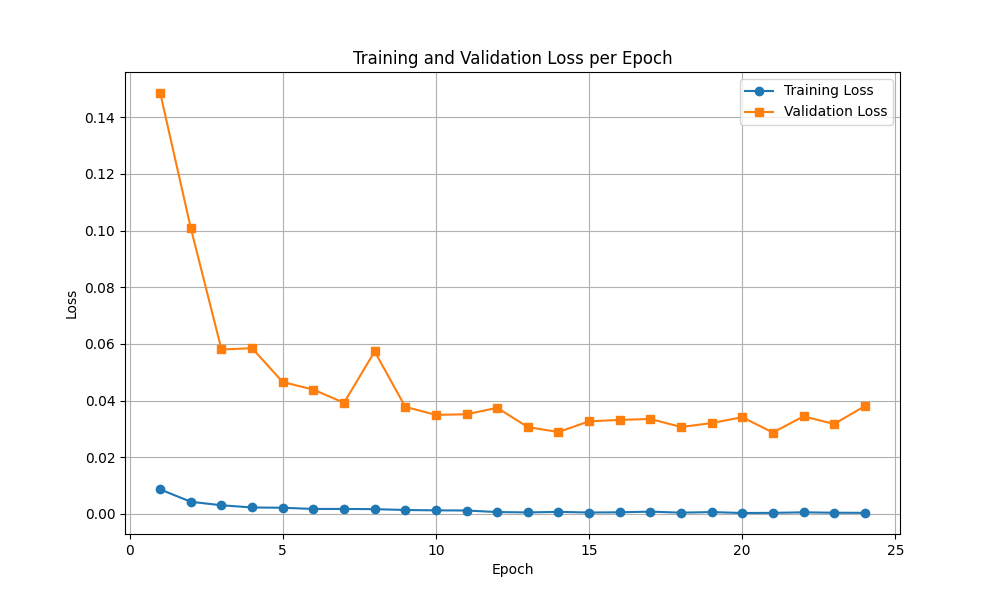 Training and Validation Loss per Epoch
Training Loss
Validation Loss
0.14
0.12
0.10
0.08
0.06
0.04
0.02
0.00
Loss
0 5 10 15 20 25
Epoch